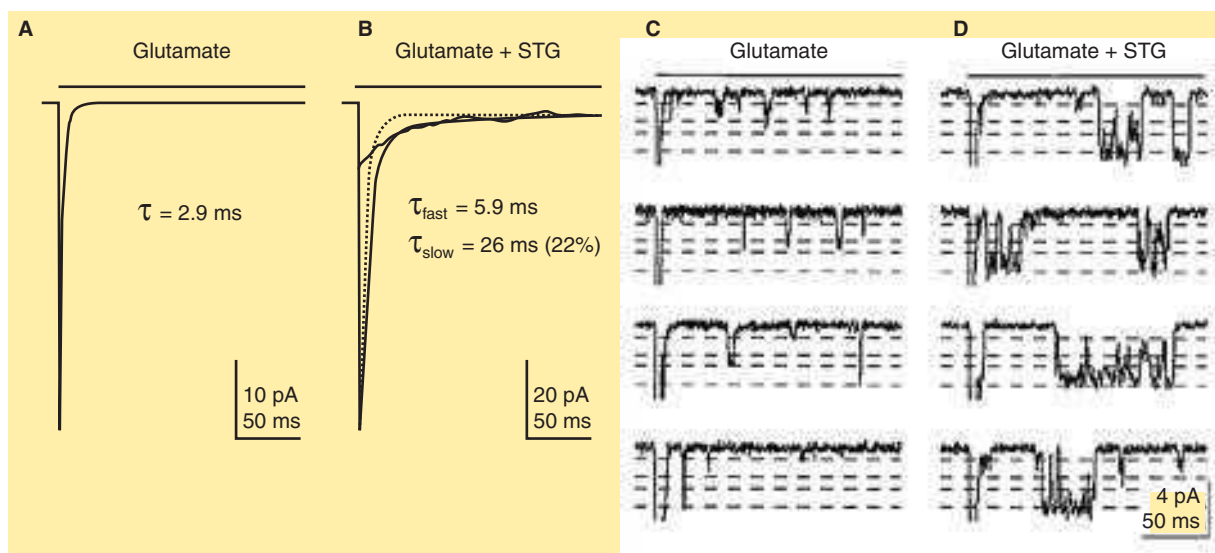 A
Glutamate
τ = 2.9 ms
10 pA
50 ms
B
Glutamate + STG
τfast = 5.9 ms
τslow = 26 ms (22%)
20 pA
50 ms
C
Glutamate
D
Glutamate + STG
4 pA
50 ms